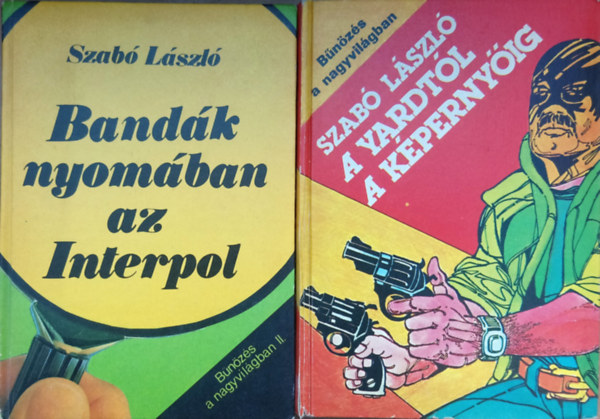 Szabó László
Bandák
nyomában
az
Interpol
Bűnözés
a nagyvilágban II.
Bűnözés
a nagyvilágban
SZABÓ LÁSZLÓ
A YARDTÓL
A KÉPERNYŐIG